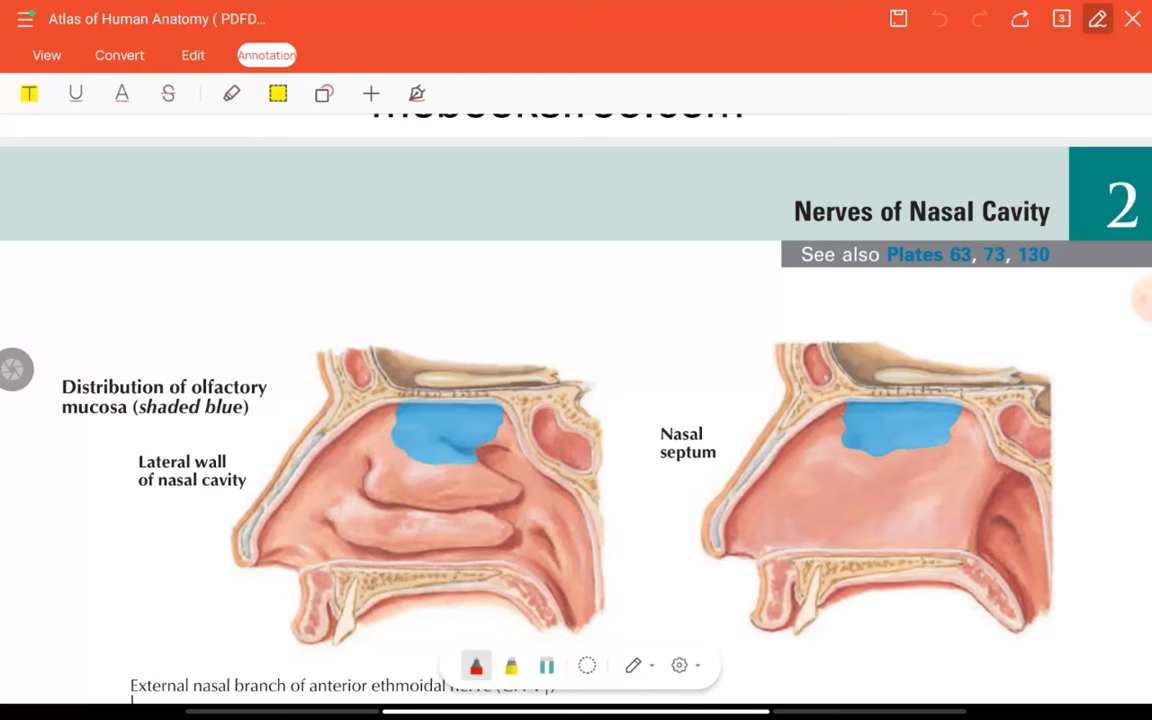 Atlas of Human Anatomy ( PDFD...
3
View Convert Edit Annotation
T U A S
Nerves of Nasal Cavity
2
See also Plates 63, 73, 130
Distribution of olfactory
mucosa (shaded blue)
Lateral wall
of nasal cavity
Nasal
septum
External nasal branch of anterior ethmoidal